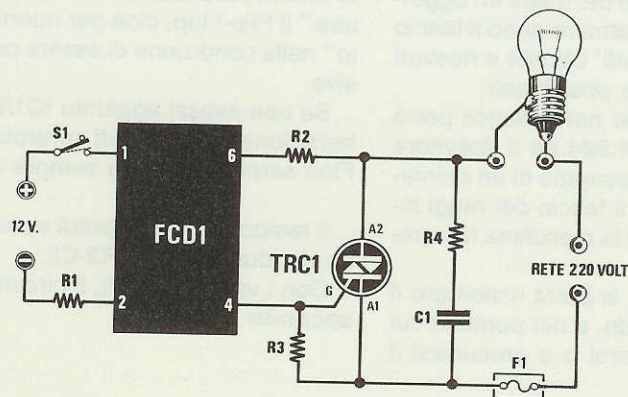 S1
1
6
R2
12 V.
FCD1
A2
TRC1
G
A1
R4
RETE 220 VOLT
R1
2
4
R3
C1
F1